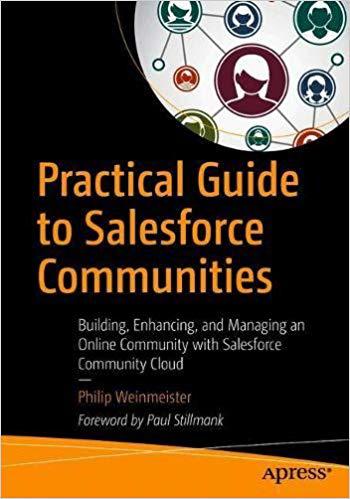 Practical Guide
to Salesforce
Communities
Building, Enhancing, and Managing an
Online Community with Salesforce
Community Cloud
—
Philip Weinmeister
Foreword by Paul Stillmank
Apress®